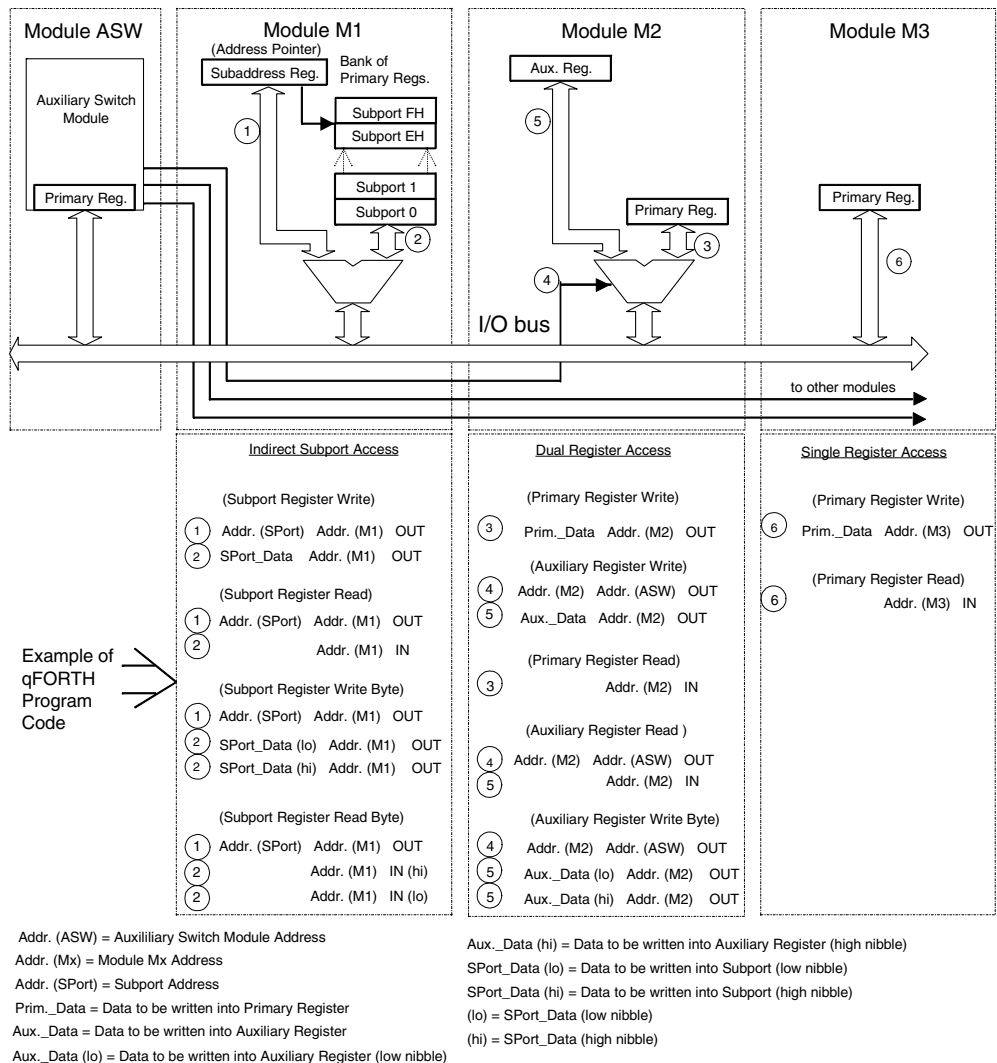 Module ASW
Module M1
Module M2
Module M3
(Address Pointer)
Subaddress Reg.
Bank of
Primary Regs.
Aux. Reg.
Auxiliary Switch
Module
Subport FH
Subport EH
1
5
Subport 1
Subport 0
Primary Reg.
Primary Reg.
Primary Reg.
2
3
6
4
I/O bus
to other modules
Indirect Subport Access
(Subport Register Write)
1 Addr. (SPort) Addr. (M1) OUT
2 SPort_Data Addr. (M1) OUT
(Subport Register Read)
1 Addr. (SPort) Addr. (M1) OUT
2 Addr. (M1) IN
(Subport Register Write Byte)
1 Addr. (SPort) Addr. (M1) OUT
2 SPort_Data (lo) Addr. (M1) OUT
2 SPort_Data (hi) Addr. (M1) OUT
(Subport Register Read Byte)
1 Addr. (SPort) Addr. (M1) OUT
2 Addr. (M1) IN (hi)
2 Addr. (M1) IN (lo)
Dual Register Access
(Primary Register Write)
3 Prim._Data Addr. (M2) OUT
(Auxiliary Register Write)
4 Addr. (M2) Addr. (ASW) OUT
5 Aux._Data Addr. (M2) OUT
(Primary Register Read)
3 Addr. (M2) IN
(Auxiliary Register Read )
4 Addr. (M2) Addr. (ASW) OUT
5 Addr. (M2) IN
(Auxiliary Register Write Byte)
4 Addr. (M2) Addr. (ASW) OUT
5 Aux._Data (lo) Addr. (M2) OUT
5 Aux._Data (hi) Addr. (M2) OUT
Single Register Access
(Primary Register Write)
6 Prim._Data Addr. (M3) OUT
(Primary Register Read)
6 Addr. (M3) IN
Example of
qFORTH
Program
Code
Addr. (ASW) = Auxililiary Switch Module Address
Addr. (Mx) = Module Mx Address
Addr. (SPort) = Subport Address
Prim._Data = Data to be written into Primary Register
Aux._Data = Data to be written into Auxiliary Register
Aux._Data (lo) = Data to be written into Auxiliary Register (low nibble)
Aux._Data (hi) = Data to be written into Auxiliary Register (high nibble)
SPort_Data (lo) = Data to be written into Subport (low nibble)
SPort_Data (hi) = Data to be written into Subport (high nibble)
(lo) = SPort_Data (low nibble)
(hi) = SPort_Data (high nibble)